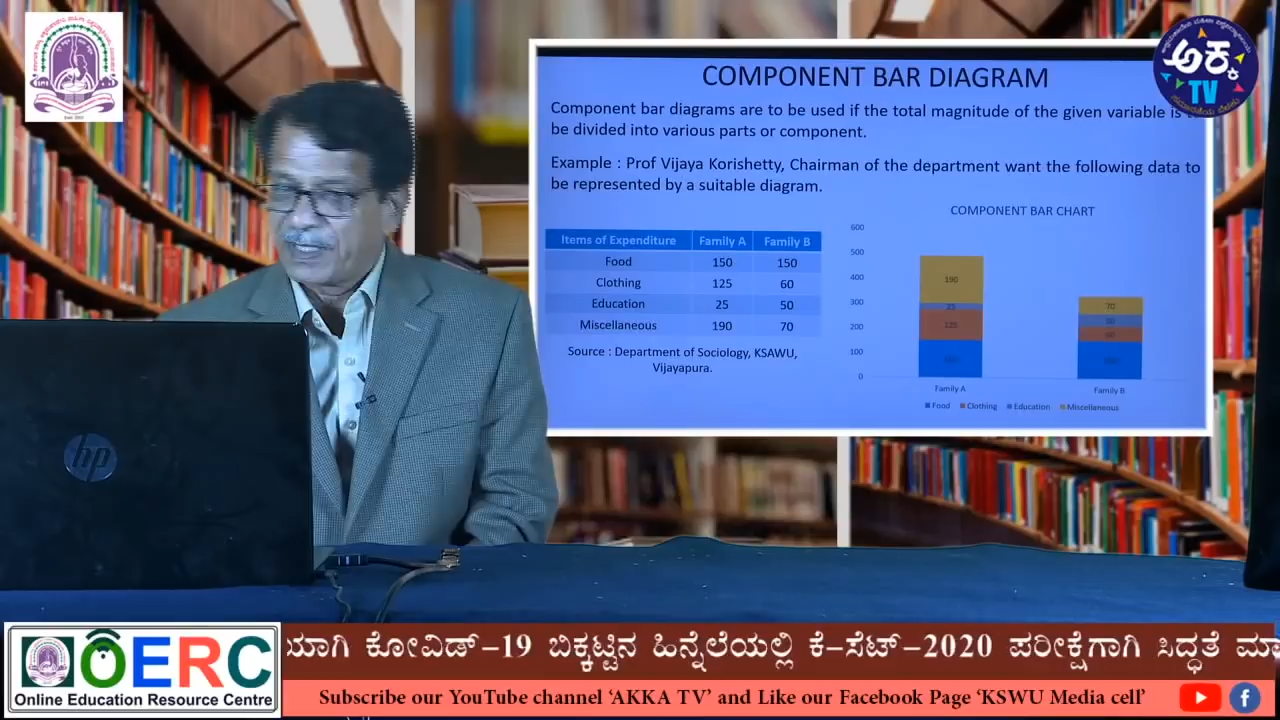 COMPONENT BAR DIAGRAM
Component bar diagrams are to be used if the total magnitude of the given variable is
be divided into various parts or component.
Example : Prof Vijaya Korishetty, Chairman of the department want the following data to
be represented by a suitable diagram.
Items of Expenditure Family A Family B
Food 150 150
Clothing 125 60
Education 25 50
Miscellaneous 190 70
Source : Department of Sociology, KSAWU,
Vijayapura.
COMPONENT BAR CHART
600
500
400
300
200
100
0
190
25
125
70
Family A Family B
Food Clothing Education Miscellaneous
ಅಕ್ಕ
TV
hp
OERC
Online Education Resource Centre
ಯಾಗಿ ಕೋವಿಡ್-19 ಬಿಕ್ಕಟ್ಟಿನ ಹಿನ್ನೆಲೆಯಲ್ಲಿ ಕೆ-ಸೆಟ್-2020 ಪರೀಕ್ಷೆಗಾಗಿ ಸಿದ್ಧತೆ ಮಾ
Subscribe our YouTube channel ‘AKKA TV’ and Like our Facebook Page ‘KSWU Media cell’